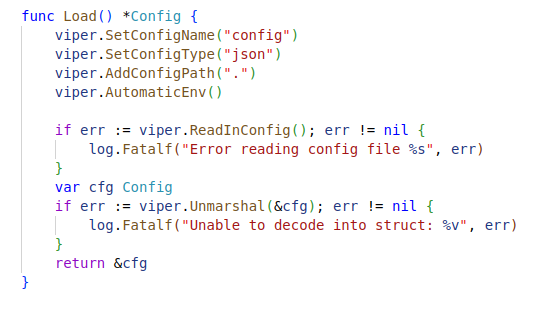 func Load() *Config {
    viper.SetConfigName("config")
    viper.SetConfigType("json")
    viper.AddConfigPath(".")
    viper.AutomaticEnv()

    if err := viper.ReadInConfig(); err != nil {
        log.Fatalf("Error reading config file %s", err)
    }
    var cfg Config
    if err := viper.Unmarshal(&cfg); err != nil {
        log.Fatalf("Unable to decode into struct: %v", err)
    }
    return &cfg
}